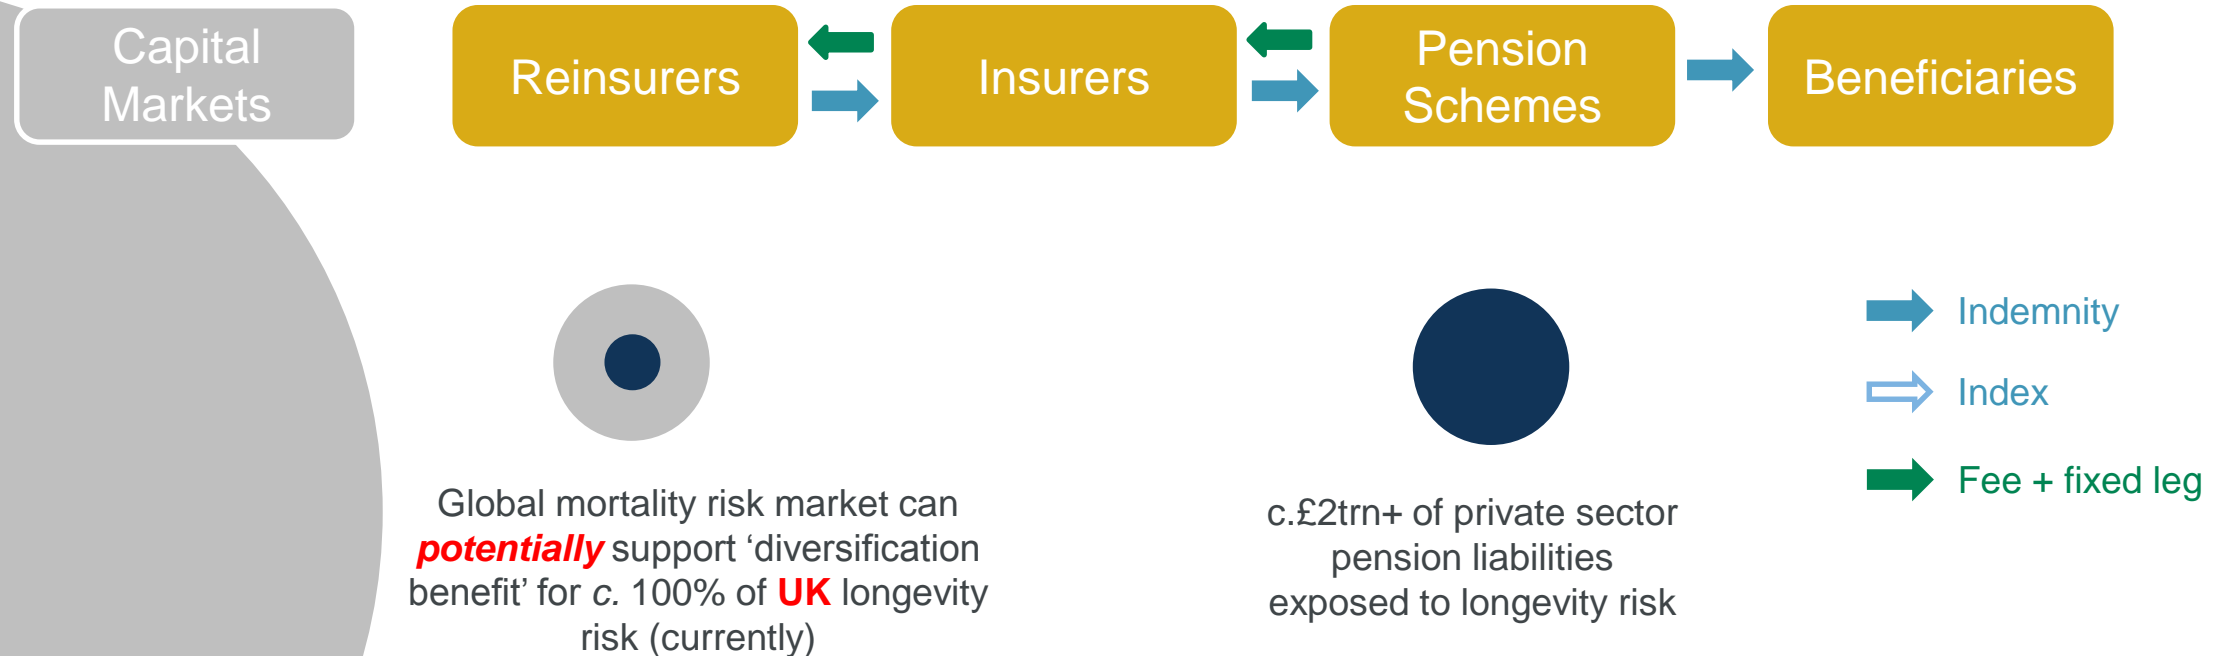 Capital
Markets
Reinsurers
Insurers
Pension
Schemes
Beneficiaries
Indemnity
Index
Fee + fixed leg
Global mortality risk market can
potentially support ‘diversification
benefit’ for c. 100% of UK longevity
risk (currently)
c.£2trn+ of private sector
pension liabilities
exposed to longevity risk